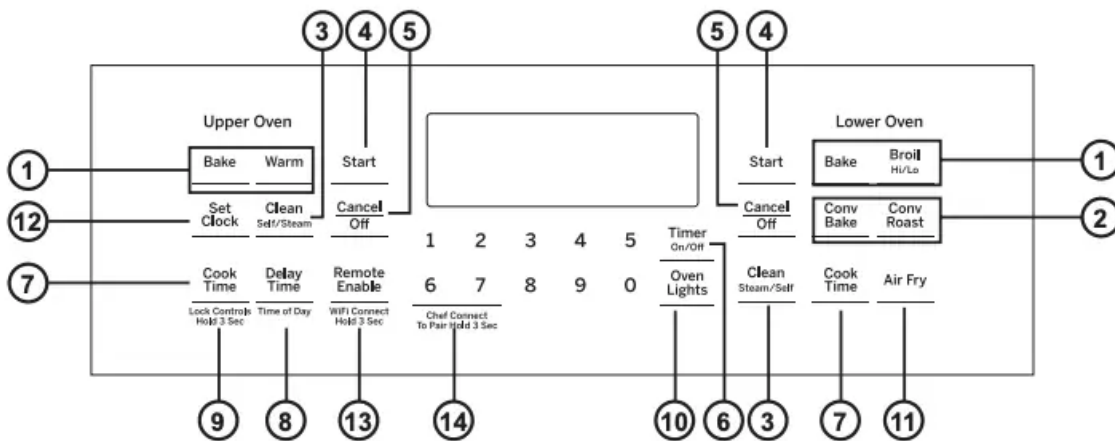 3 4 5 5 4
Upper Oven Lower Oven
1 Bake Warm Start Start Bake Broil 1
Hi/Lo
12 Set Clock Clean Cancel Cancel Conv Bake Conv Roast 2
Self/Steam Off Off
1 2 3 4 5 Timer
On/Off
7 Cook Time Delay Time Remote Enable 6 7 8 9 0 Oven Lights Clean Cook Time Air Fry
Steam/Self
Lock Controls Time of Day WiFi Connect Chef Connect
Hold 3 Sec Hold 3 Sec To Pair Hold 3 Sec
9 8 13 14 10 6 3 7 11